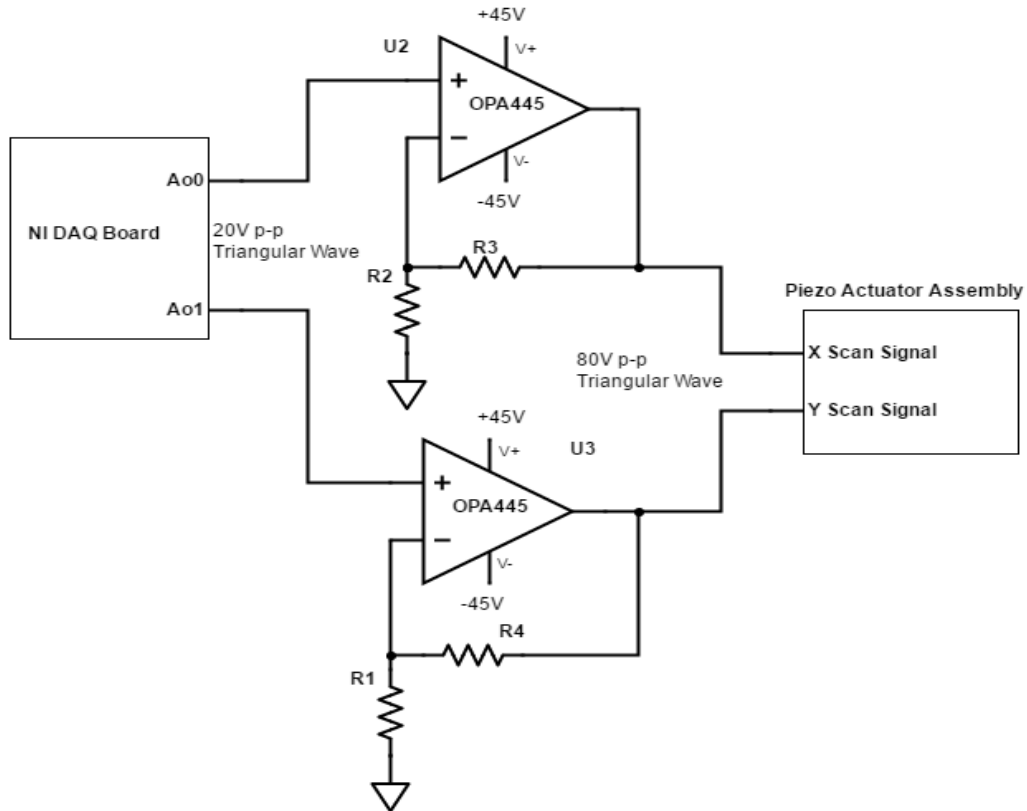 +45V
U2
V+
OPA445
V-
-45V
Ao0
NI DAQ Board
20V p-p
Triangular Wave
R3
R2
Ao1
Piezo Actuator Assembly
X Scan Signal
80V p-p
Triangular Wave
Y Scan Signal
+45V
U3
V+
OPA445
V-
-45V
R4
R1